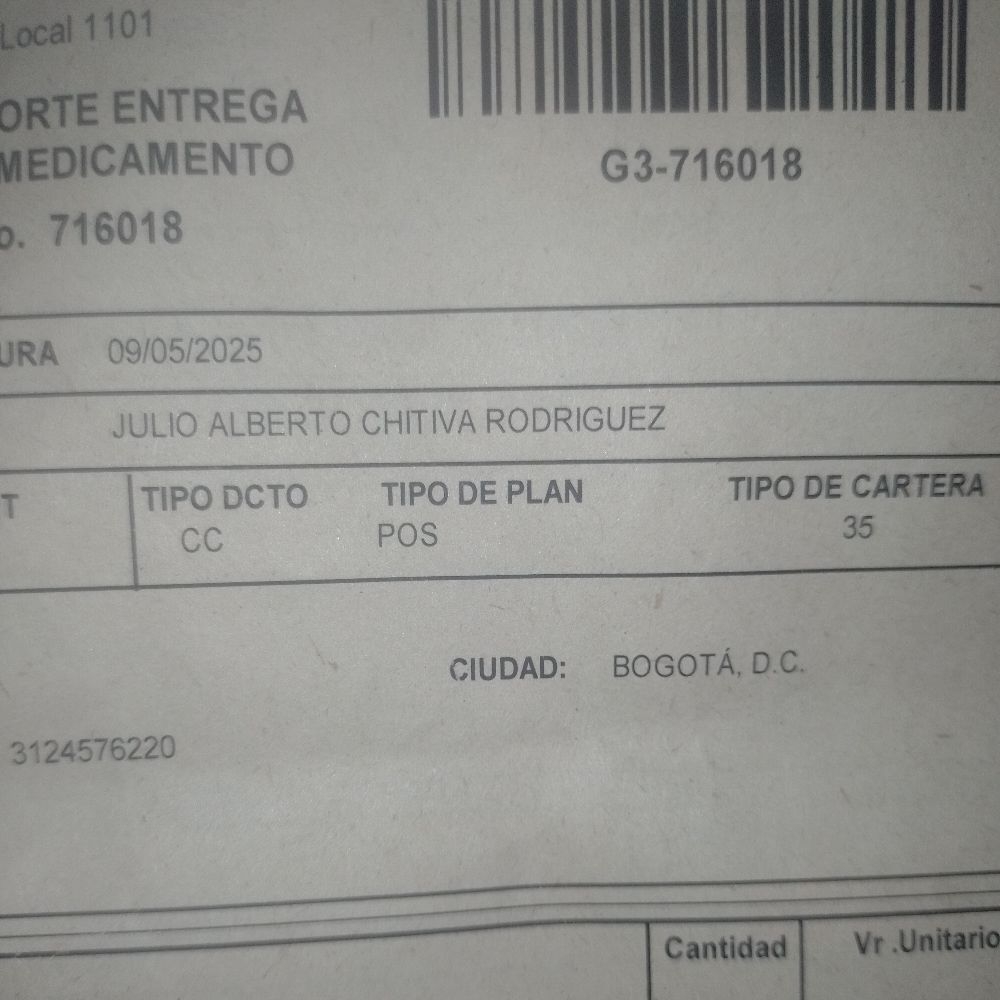 Local 1101
ORTE ENTREGA
MEDICAMENTO
G3-716018
o. 716018
URA 09/05/2025
JULIO ALBERTO CHITIVA RODRIGUEZ
T TIPO DCTO TIPO DE PLAN TIPO DE CARTERA
CC POS 35
CIUDAD: BOGOTÁ, D.C.
3124576220
Cantidad Vr .Unitario